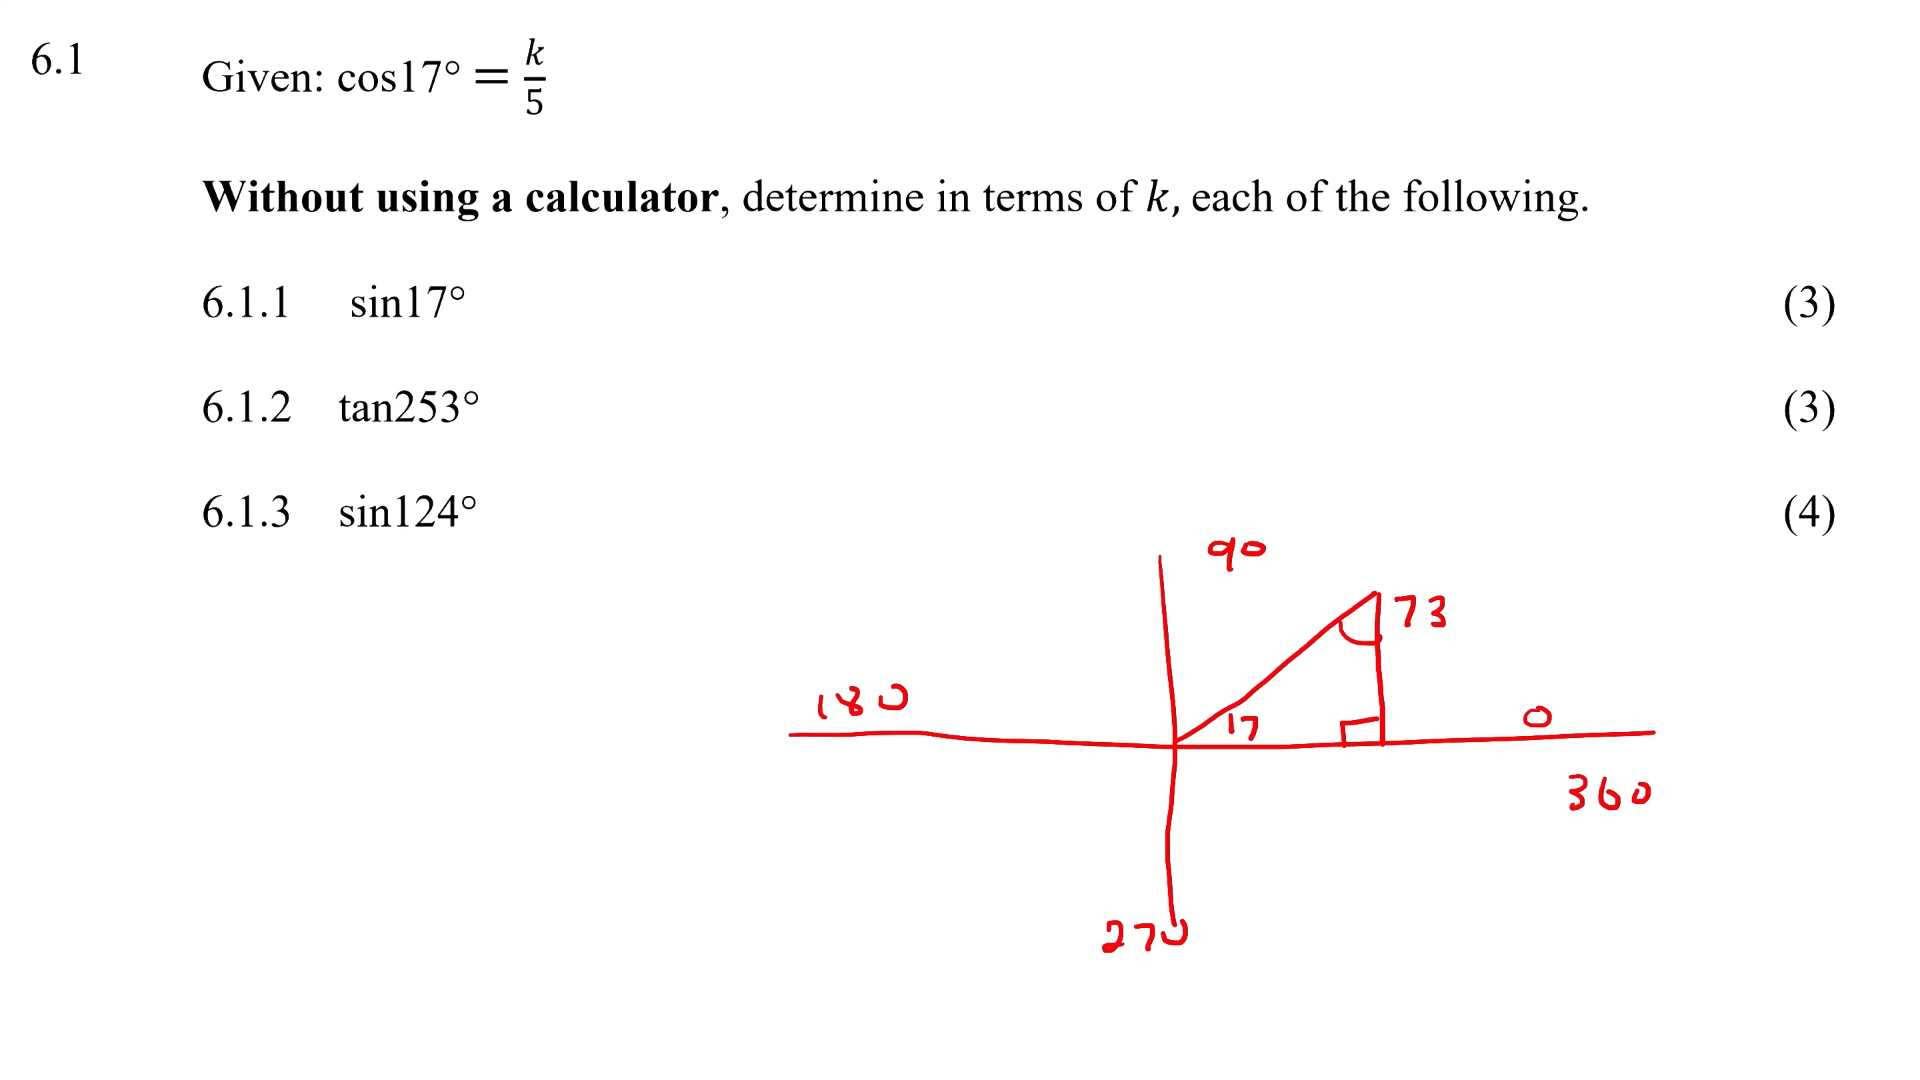 6.1 Given: cos17° = k/5
Without using a calculator, determine in terms of k, each of the following.
6.1.1 sin17° (3)
6.1.2 tan253° (3)
6.1.3 sin124° (4)
90
73
180
17
0
360
270